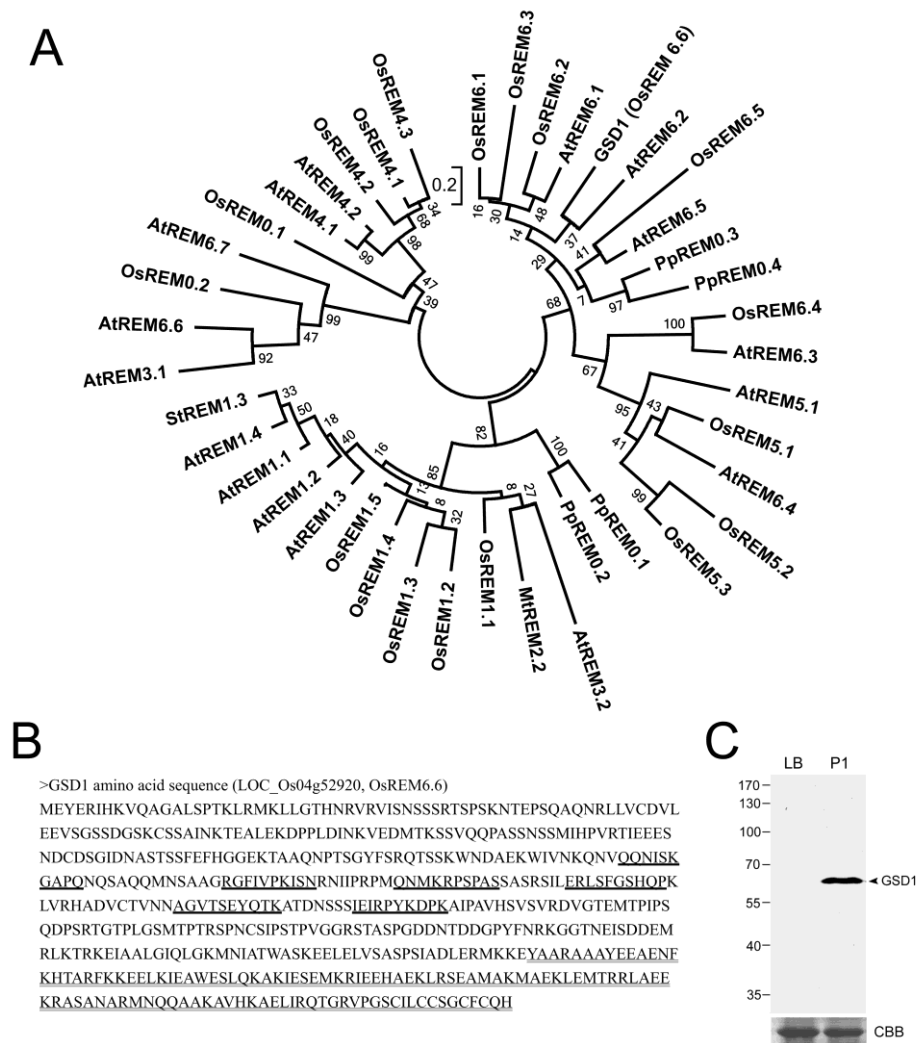 A
OsREM4.3
OsREM4.1
OsREM4.2
AtREM4.2
AtREM4.1
OsREM0.1
AtREM6.7
OsREM0.2
AtREM6.6
AtREM3.1
StREM1.3
AtREM1.4
AtREM1.1
AtREM1.2
AtREM1.3
OsREM1.5
OsREM1.4
OsREM1.3
OsREM1.2
OsREM1.1
MtREM2.2
AtREM3.2
PpREM0.2
PpREM0.1
OsREM5.3
OsREM5.2
AtREM6.4
OsREM5.1
AtREM5.1
AtREM6.3
OsREM6.4
PpREM0.4
PpREM0.3
AtREM6.5
OsREM6.5
AtREM6.2
GSD1 (OsREM 6.6)
AtREM6.1
OsREM6.2
OsREM6.3
OsREM6.1
0.2
34
68
98
99
47
39
99
47
92
33
50
18
40
16
13
8
32
85
82
8
27
100
16
30
48
14
37
29
41
7
97
68
100
67
95
43
41
99
B
>GSD1 amino acid sequence (LOC_Os04g52920, OsREM6.6)
MEYERIHKVQAGALSPTKLRMKLLGTHNRVRVISNSSSRTSPSKNTEPSQAQNRLLVCDVL
EEVSGSSDGSKCSSAINKTEALEKDPPLDINKVEDMTKSSVQQPASSNSSMIHPVRTIEEES
NDCDSGIDNASTSSFEFHGGEKTAAQNPTSGYFSRQTSSKWNDAEKWIVNKQNVQQNISK
GAPQNQSAQQMNSAAGRGFIVPKISNRNIIPRPMQNMKRPSPASSASRSILERLSFGSHQPK
LVRHADVCTVNNAGVTSEYQTKATDNSSSIEIRPYKDPKAIPAVHSVSVRDVGTEMTPIPS
QDPSRTGTPLGSMTPTRSPNCSIPSTPVGGRSTASPGDDNTDDGPYFNRKGGTNEISDDEM
RLKTRKEIAALGIQLGKMNIATWASKEELELVSASPSIADLERMKKEYAARAAAYEEAENF
KHTARFKKEELKIEAWESLQKAKIESEMKRIEEHAEKLRSEAMAKMAEKLEMTRRLAEE
KRASANARMNQQAAKAVHKAELIRQTGRVPGSCILCCSGCFCQH
C
LB P1
170
130
100
70
55
40
35
GSD1
CBB